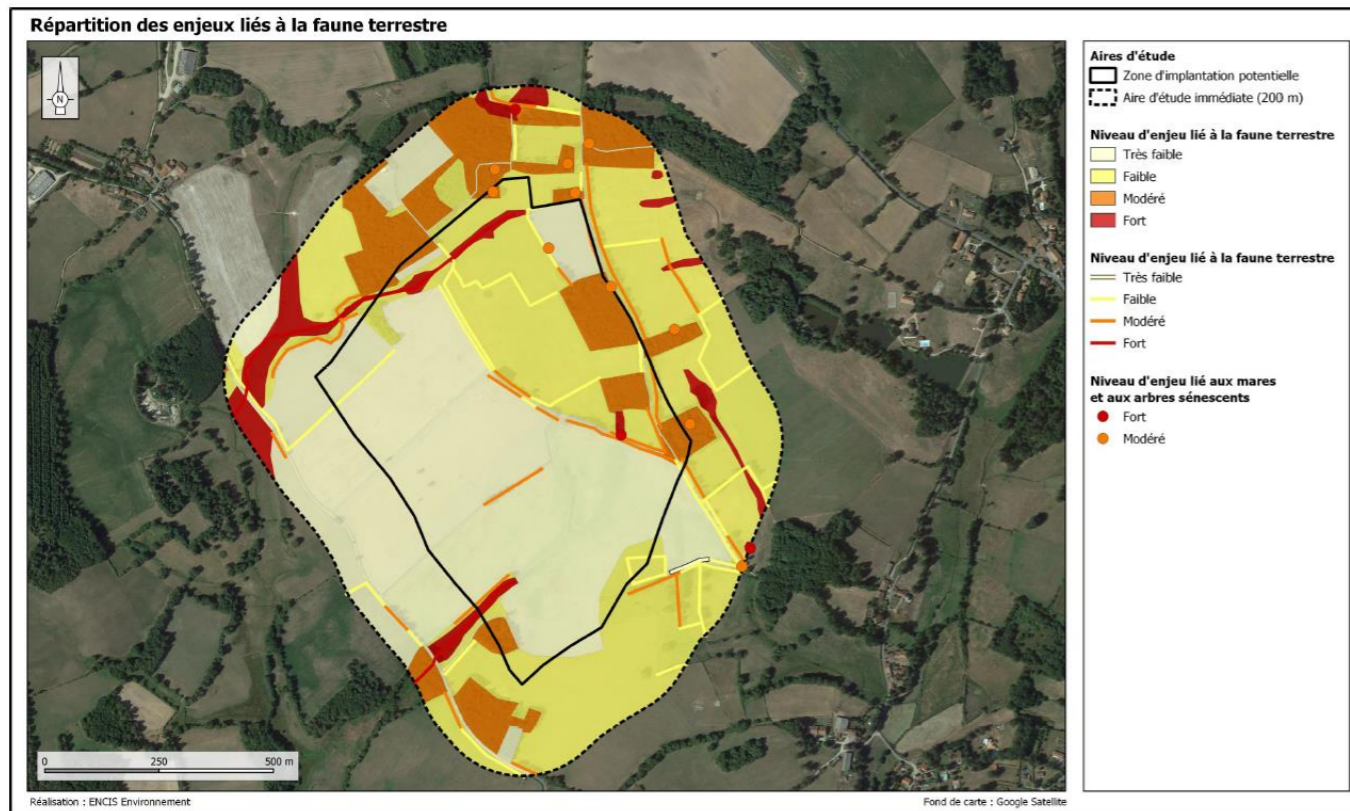 Répartition des enjeux liés à la faune terrestre
N
Aires d'étude
Zone d'implantation potentielle
Aire d'étude immédiate (200 m)
Niveau d'enjeu lié à la faune terrestre
Très faible
Faible
Modéré
Fort
Niveau d'enjeu lié à la faune terrestre
Très faible
Faible
Modéré
Fort
Niveau d'enjeu lié aux mares
et aux arbres sénescents
Fort
Modéré
0 250 500 m
Réalisation : ENCIS Environnement
Fond de carte : Google Satellite